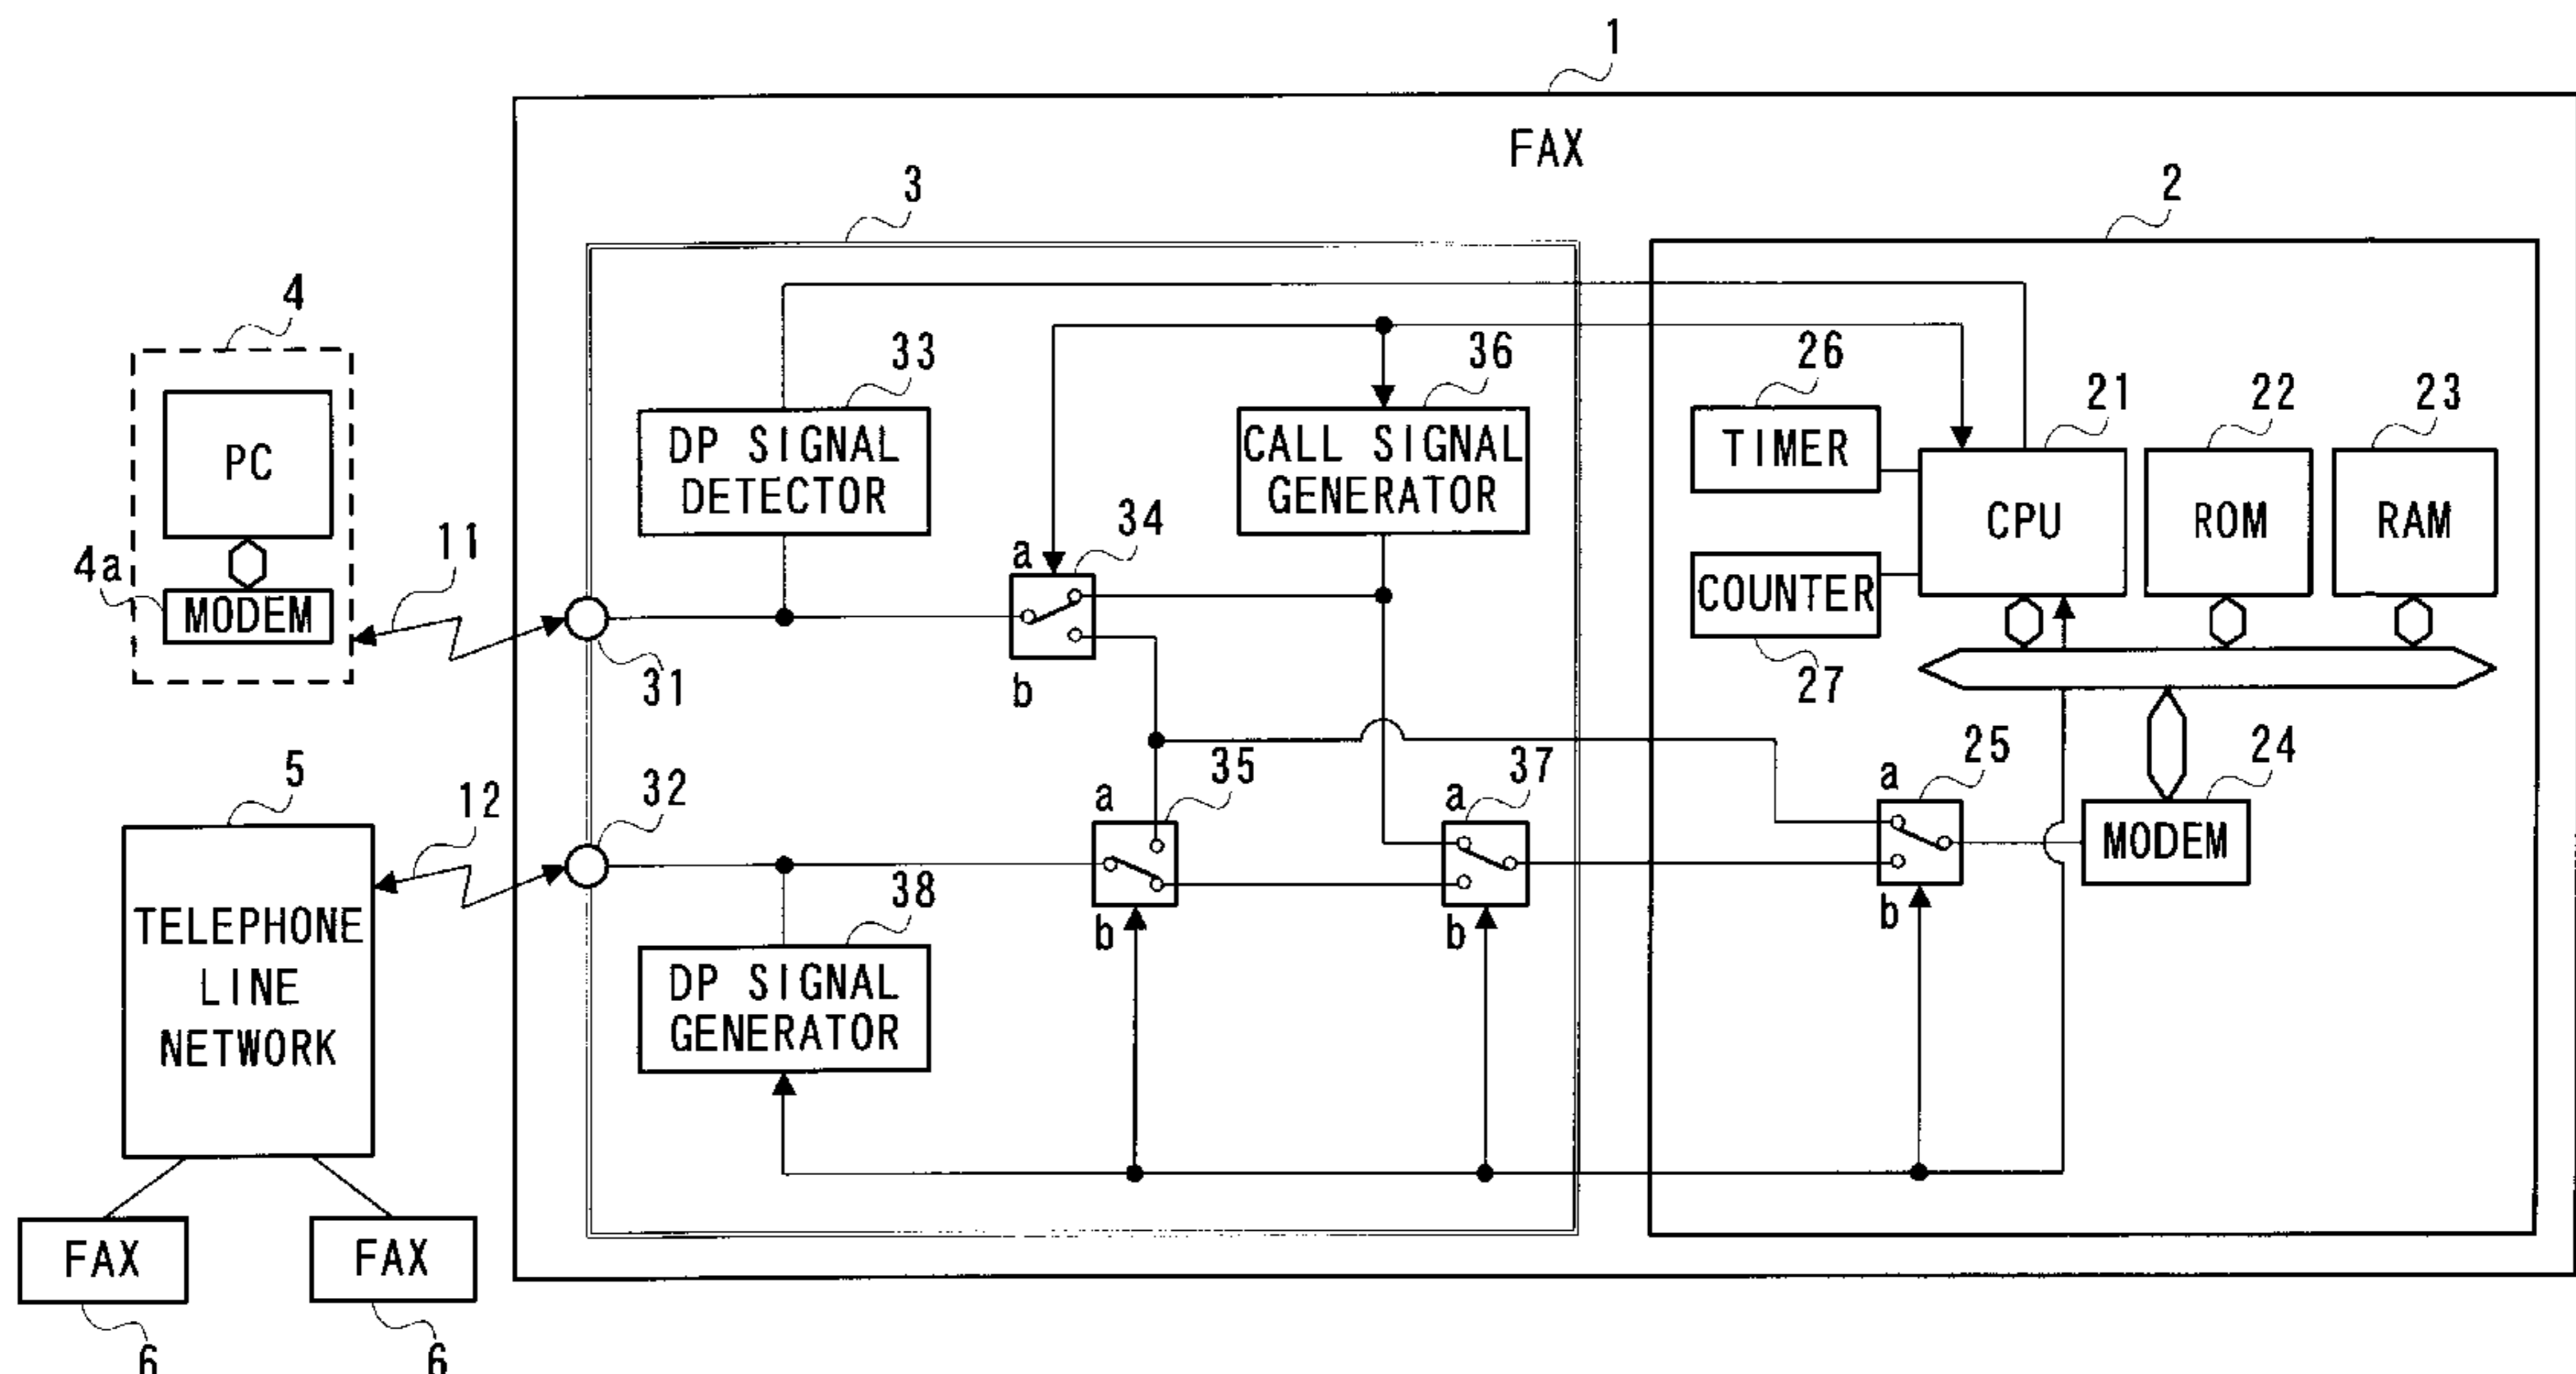 1
FAX
3
2
4
33
36
26
21
22
23
PC
DP SIGNAL
DETECTOR
CALL SIGNAL
GENERATOR
TIMER
CPU
ROM
RAM
4a
MODEM
11
31
a
34
b
COUNTER
27
5
12
32
a
35
b
a
37
b
a
25
b
24
MODEM
TELEPHONE
LINE
NETWORK
38
DP SIGNAL
GENERATOR
FAX
FAX
6
6